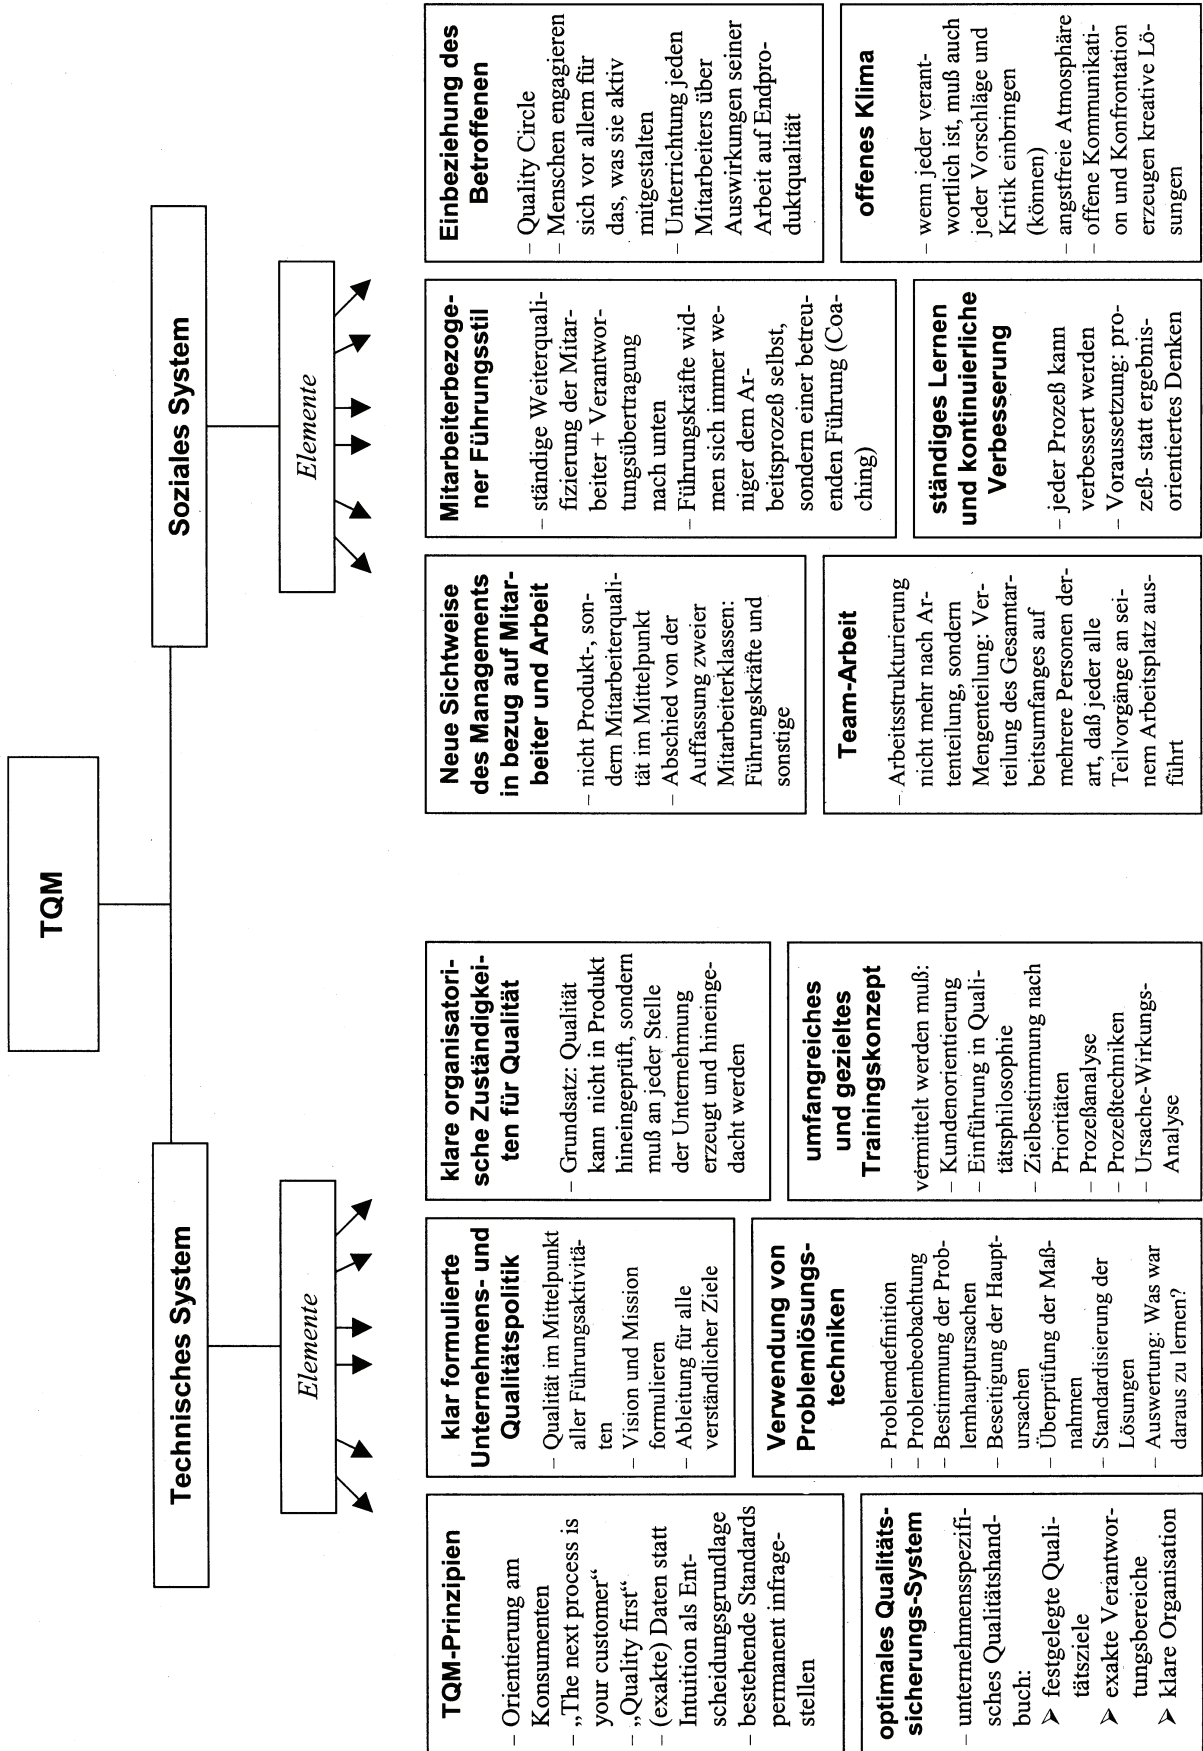 TQM
Technisches System
Soziales System
Elemente
Elemente
TQM-Prinzipien
– Orientierung am
Konsumenten
– „The next process is
your customer“
– „Quality first“
– (exakte) Daten statt
Intuition als Ent-
scheidungsgrundlage
– bestehende Standards
permanent infrage-
stellen
klar formulierte
Unternehmens- und
Qualitätspolitik
– Qualität im Mittelpunkt
aller Führungsaktivitä-
ten
– Vision und Mission
formulieren
– Ableitung für alle
verständlicher Ziele
klare organisatori-
sche Zuständigkei-
ten für Qualität
– Grundsatz: Qualität
kann nicht in Produkt
hineingeprüft, sondern
muß an jeder Stelle
der Unternehmung
erzeugt und hineinge-
dacht werden
Neue Sichtweise
des Managements
in bezug auf Mitar-
beiter und Arbeit
– nicht Produkt-, son-
dern Mitarbeiterquali-
tät im Mittelpunkt
– Abschied von der
Auffassung zweier
Mitarbeiterklassen:
Führungskräfte und
sonstige
Mitarbeiterbezoge-
ner Führungsstil
– ständige Weiterquali-
fizierung der Mitar-
beiter + Verantwor-
tungsübertragung
nach unten
– Führungskräfte wid-
men sich immer we-
niger dem Ar-
beitsprozeß selbst,
sondern einer betreu-
enden Führung (Coa-
ching)
Einbeziehung des
Betroffenen
– Quality Circle
– Menschen engagieren
sich vor allem für
das, was sie aktiv
mitgestalten
– Unterrichtung jeden
Mitarbeiters über
Auswirkungen seiner
Arbeit auf Endpro-
duktqualität
optimales Qualitäts-
sicherungs-System
– unternehmensspezifi-
sches Qualitätshand-
buch:
➢ festgelegte Quali-
tätsziele
➢ exakte Verantwor-
tungsbereiche
➢ klare Organisation
Verwendung von
Problemlösungs-
techniken
– Problemdefinition
– Problembeobachtung
– Bestimmung der Prob-
lemhauptursachen
– Beseitigung der Haupt-
ursachen
– Überprüfung der Maß-
nahmen
– Standardisierung der
Lösungen
– Auswertung: Was war
daraus zu lernen?
umfangreiches
und gezieltes
Trainingskonzept
vermittelt werden muß:
– Kundenorientierung
– Einführung in Quali-
tätsphilosophie
– Zielbestimmung nach
Prioritäten
– Prozeßanalyse
– Prozeßtechniken
– Ursache-Wirkungs-
Analyse
Team-Arbeit
– Arbeitsstrukturierung
nicht mehr nach Ar-
tenteilung, sondern
Mengenteilung: Ver-
teilung des Gesamtar-
beitsumfanges auf
mehrere Personen der-
art, daß jeder alle
Teilvorgänge an sei-
nem Arbeitsplatz aus-
führt
ständiges Lernen
und kontinuierliche
Verbesserung
– jeder Prozeß kann
verbessert werden
– Voraussetzung: pro-
zeß- statt ergebnis-
orientiertes Denken
offenes Klima
– wenn jeder verant-
wortlich ist, muß auch
jeder Vorschläge und
Kritik einbringen
(können)
– angstfreie Atmosphäre
– offene Kommunikati-
on und Konfrontation
erzeugen kreative Lö-
sungen